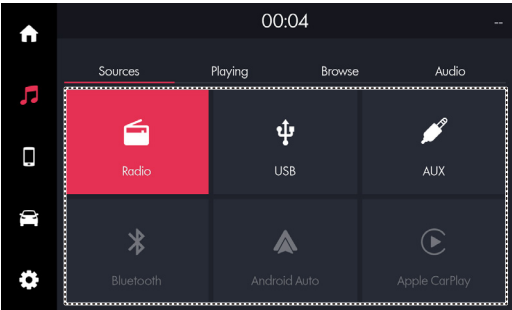 00:04 --
Sources Playing Browse Audio
Radio USB AUX
Bluetooth Android Auto Apple CarPlay